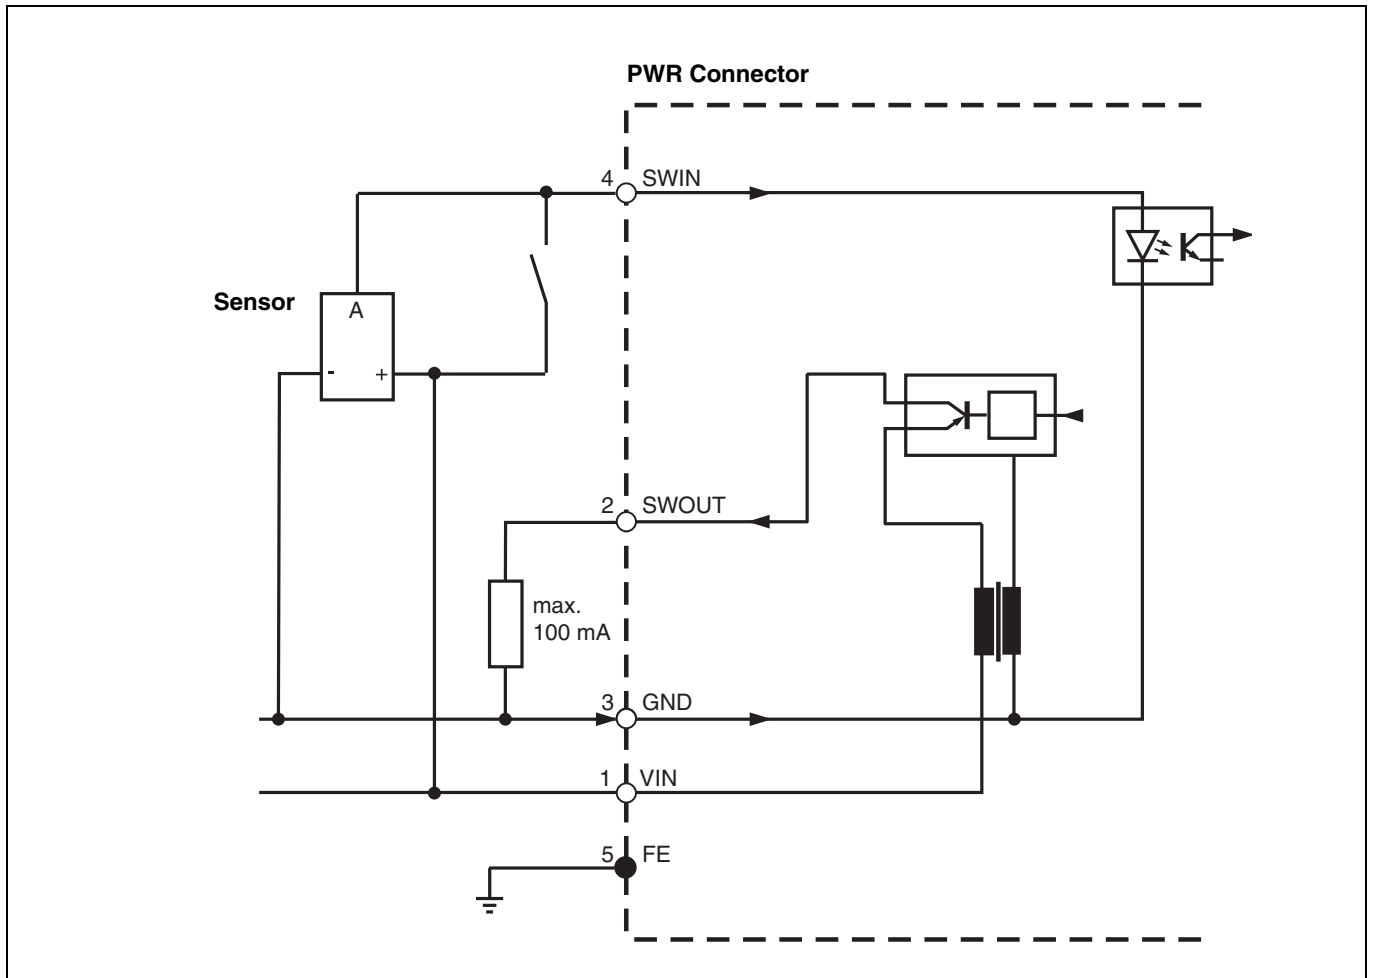 PWR Connector
4 SWIN
Sensor
A
- +
2 SWOUT
max.
100 mA
3 GND
1 VIN
5 FE